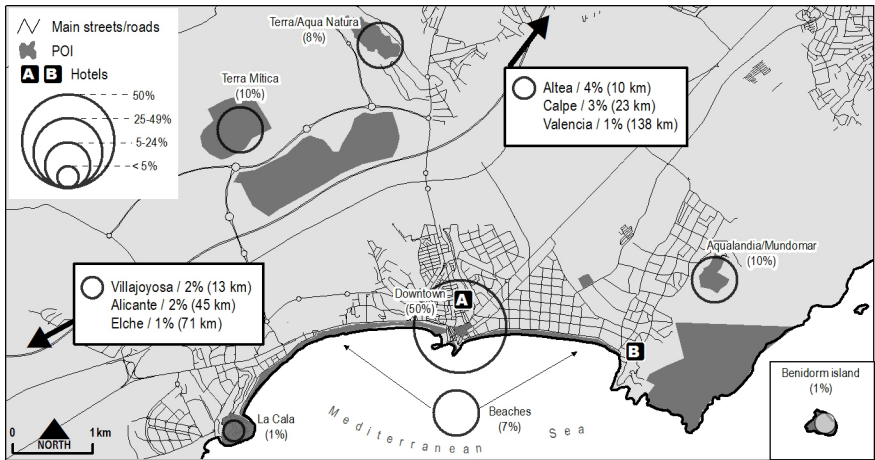 Main streets/roads
POI
A B Hotels
50%
25-49%
5-24%
< 5%
Terra/Aqua Natura
(8%)
Terra Mítica
(10%)
Altea / 4% (10 km)
Calpe / 3% (23 km)
Valencia / 1% (138 km)
Aqualandia/Mundomar
(10%)
Villajoyosa / 2% (13 km)
Alicante / 2% (45 km)
Elche / 1% (71 km)
Downtown
(50%)
A
B
Benidorm island
(1%)
La Cala
(1%)
Beaches
(7%)
Mediterranean Sea
0 1 km
NORTH